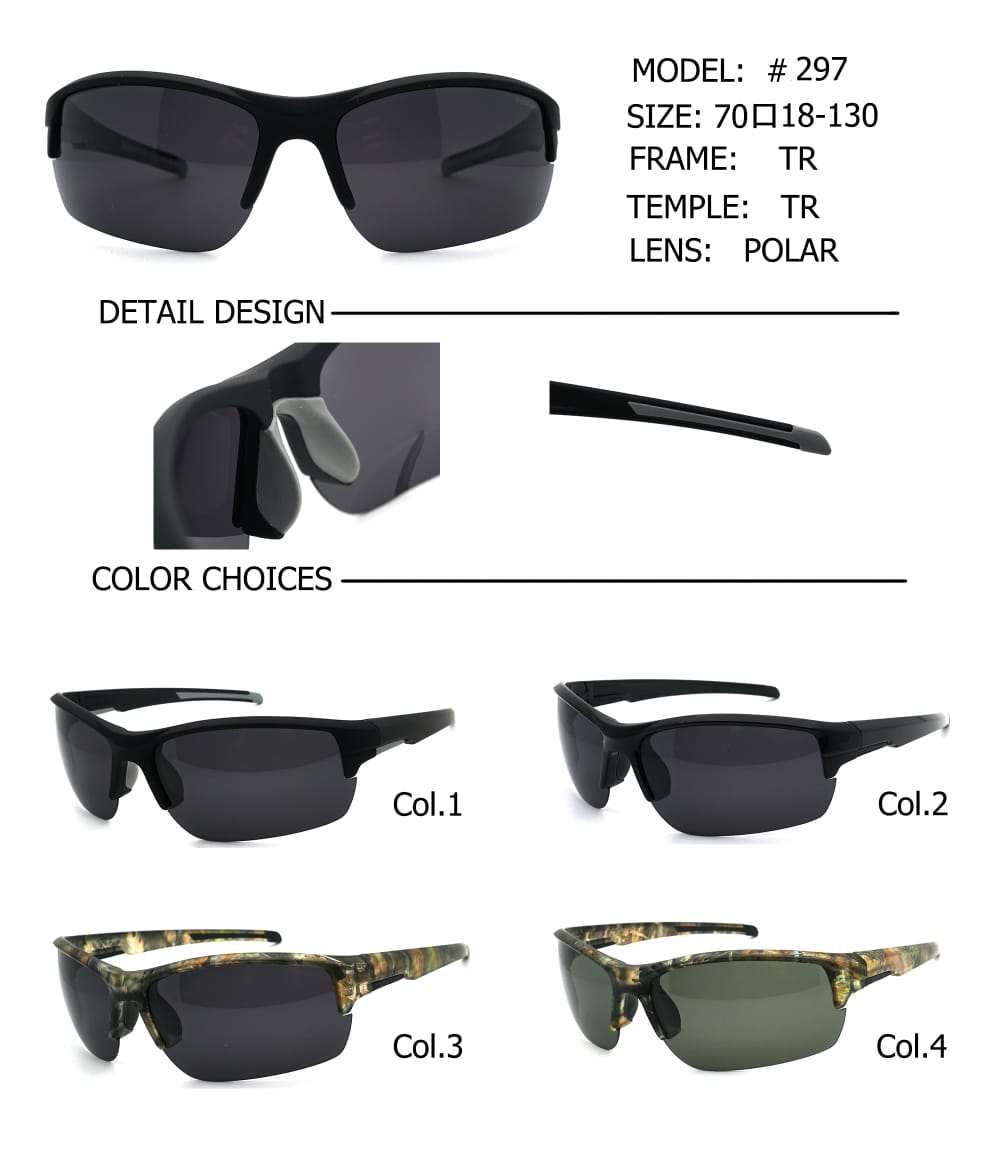 MODEL: # 297
SIZE: 70口18-130
FRAME: TR
TEMPLE: TR
LENS: POLAR
DETAIL DESIGN
COLOR CHOICES
Col.1
Col.2
Col.3
Col.4